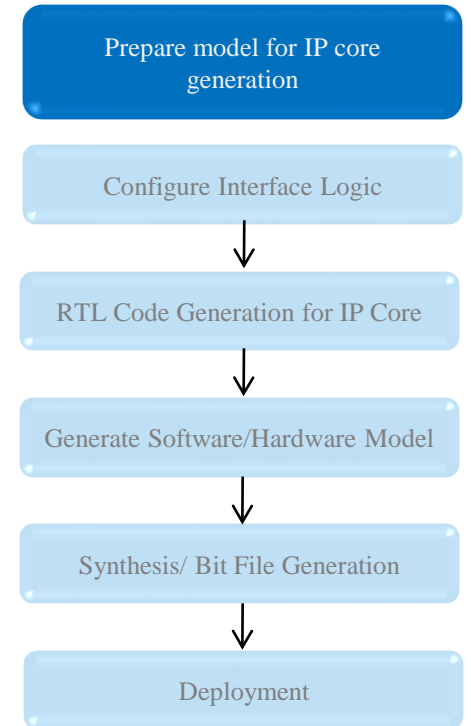 Prepare model for IP core
generation
Configure Interface Logic
RTL Code Generation for IP Core
Generate Software/Hardware Model
Synthesis/ Bit File Generation
Deployment